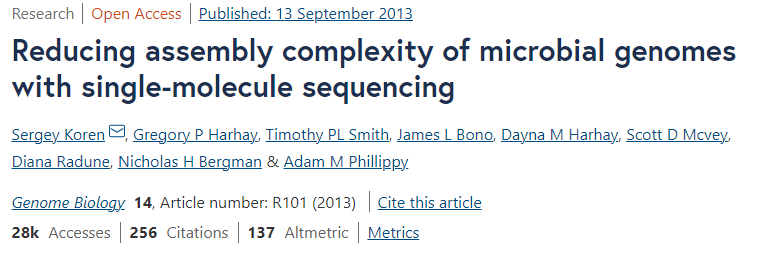 Research | Open Access | Published: 13 September 2013
Reducing assembly complexity of microbial genomes
with single-molecule sequencing
Sergey Koren, Gregory P Harhay, Timothy PL Smith, James L Bono, Dayna M Harhay, Scott D Mcvey,
Diana Radune, Nicholas H Bergman & Adam M Phillippy
Genome Biology 14, Article number: R101 (2013) | Cite this article
28k Accesses | 256 Citations | 137 Altmetric | Metrics